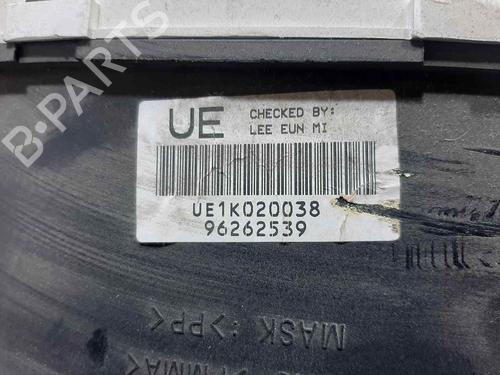 B-PARTS
UE
CHECKED BY:
LEE EUN MI
UE1K020038
96262539
MASK :>PP<